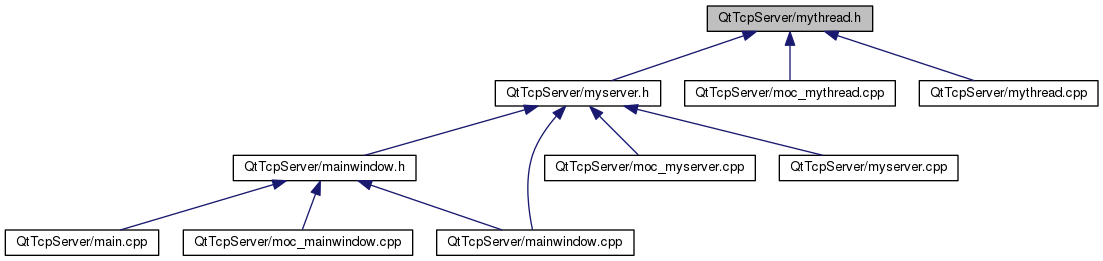 QtTcpServer/mythread.h
QtTcpServer/myserver.h
QtTcpServer/moc_mythread.cpp
QtTcpServer/mythread.cpp
QtTcpServer/mainwindow.h
QtTcpServer/moc_myserver.cpp
QtTcpServer/myserver.cpp
QtTcpServer/main.cpp
QtTcpServer/moc_mainwindow.cpp
QtTcpServer/mainwindow.cpp